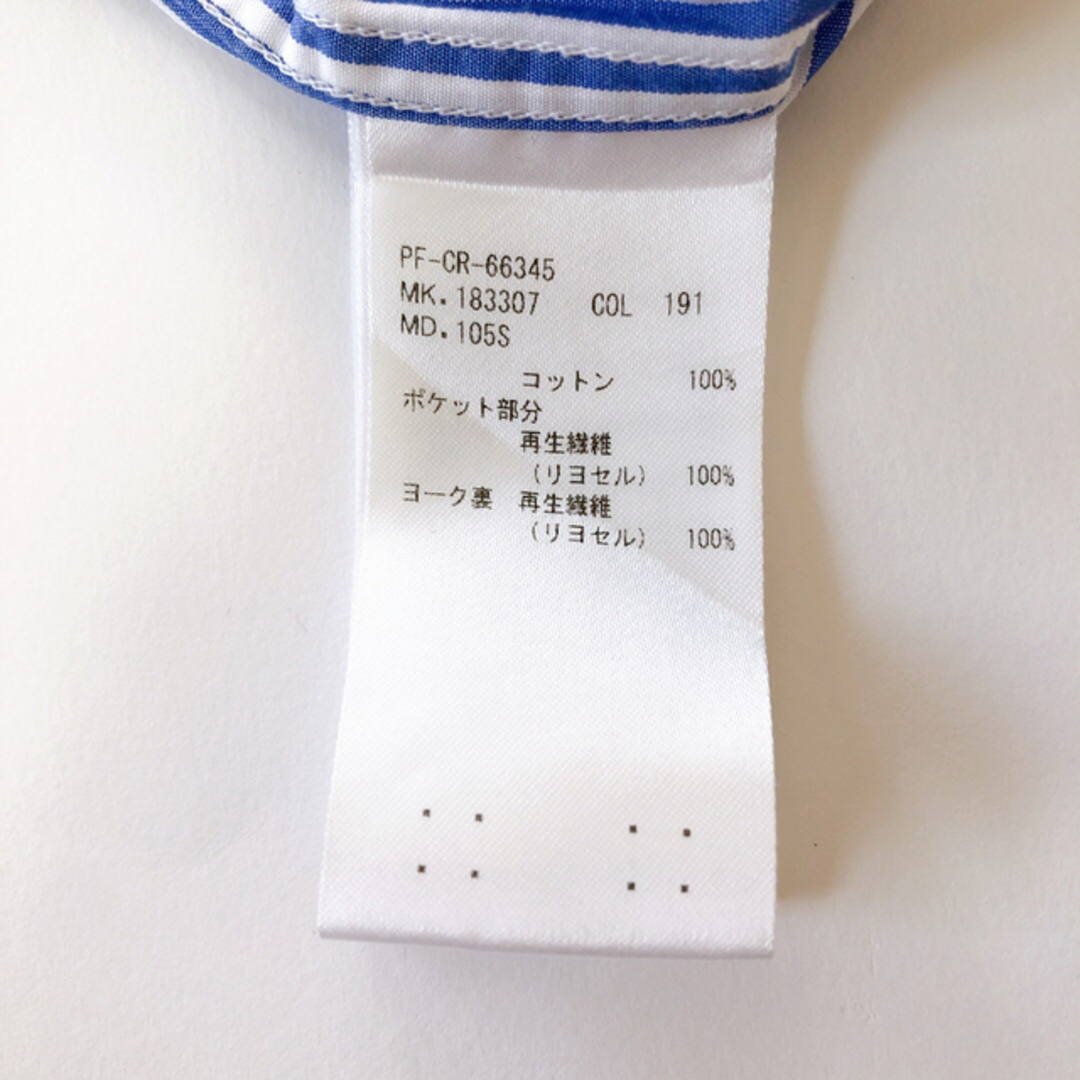 PF-CR-66345
MK.183307 COL 191
MD.105S
コットン 100%
ポケット部分
再生繊維
(リヨセル) 100%
ヨーク裏 再生繊維
(リヨセル) 100%